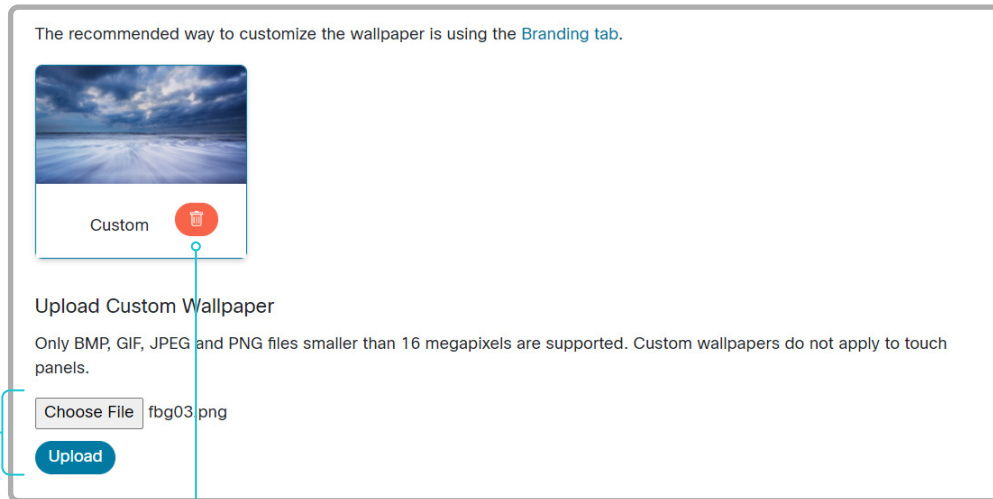 The recommended way to customize the wallpaper is using the Branding tab.
Custom
Upload Custom Wallpaper
Only BMP, GIF, JPEG and PNG files smaller than 16 megapixels are supported. Custom wallpapers do not apply to touch
panels.
Choose File fbg03.png
Upload